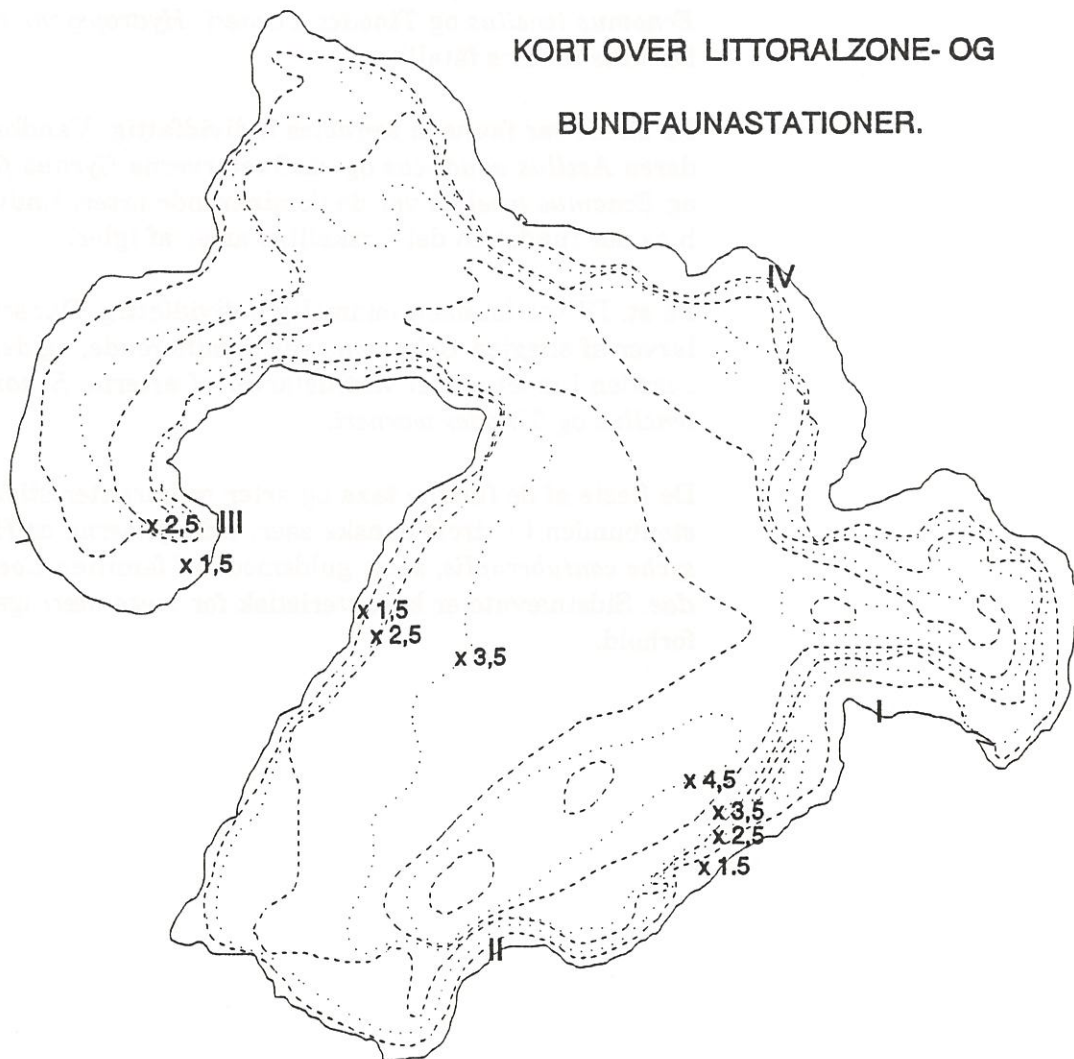 KORT OVER LITTORALZONE- OG
BUNDFAUNASTATIONER.
IV
x 2,5
III
x 1,5
x 1,5
x 2,5
x 3,5
I
x 4,5
x 3,5
x 2,5
x 1.5
II